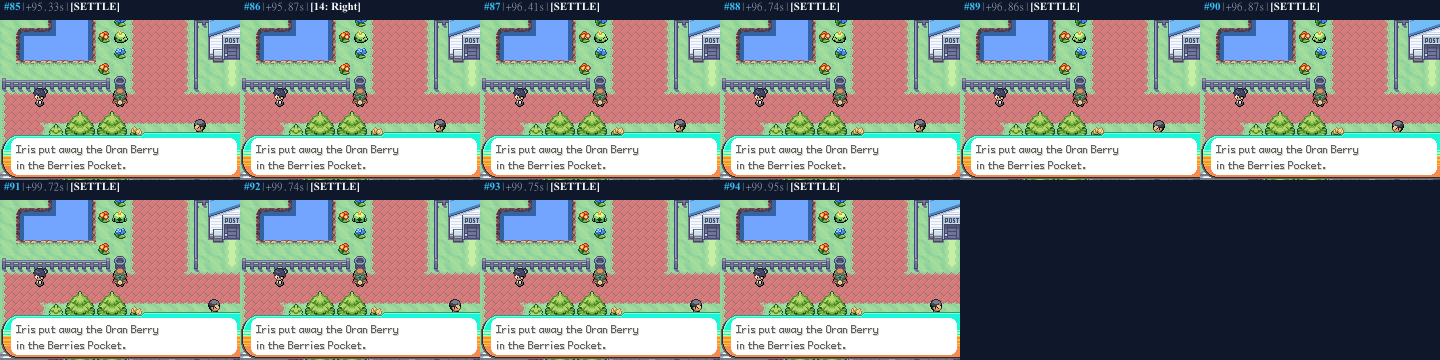 #85|+95.33s|[SETTLE]
#86|+95.87s|[14: Right]
#87|+96.41s|[SETTLE]
#88|+96.74s|[SETTLE]
#89|+96.86s|[SETTLE]
#90|+96.87s|[SETTLE]
POST
POST
POST
POST
POST
POST
Iris put away the Oran Berry
in the Berries Pocket.
Iris put away the Oran Berry
in the Berries Pocket.
Iris put away the Oran Berry
in the Berries Pocket.
Iris put away the Oran Berry
in the Berries Pocket.
Iris put away the Oran Berry
in the Berries Pocket.
Iris put away the Oran Berry
in the Berries Pocket.
#91|+99.72s|[SETTLE]
#92|+99.74s|[SETTLE]
#93|+99.75s|[SETTLE]
#94|+99.95s|[SETTLE]
POST
POST
POST
POST
Iris put away the Oran Berry
in the Berries Pocket.
Iris put away the Oran Berry
in the Berries Pocket.
Iris put away the Oran Berry
in the Berries Pocket.
Iris put away the Oran Berry
in the Berries Pocket.